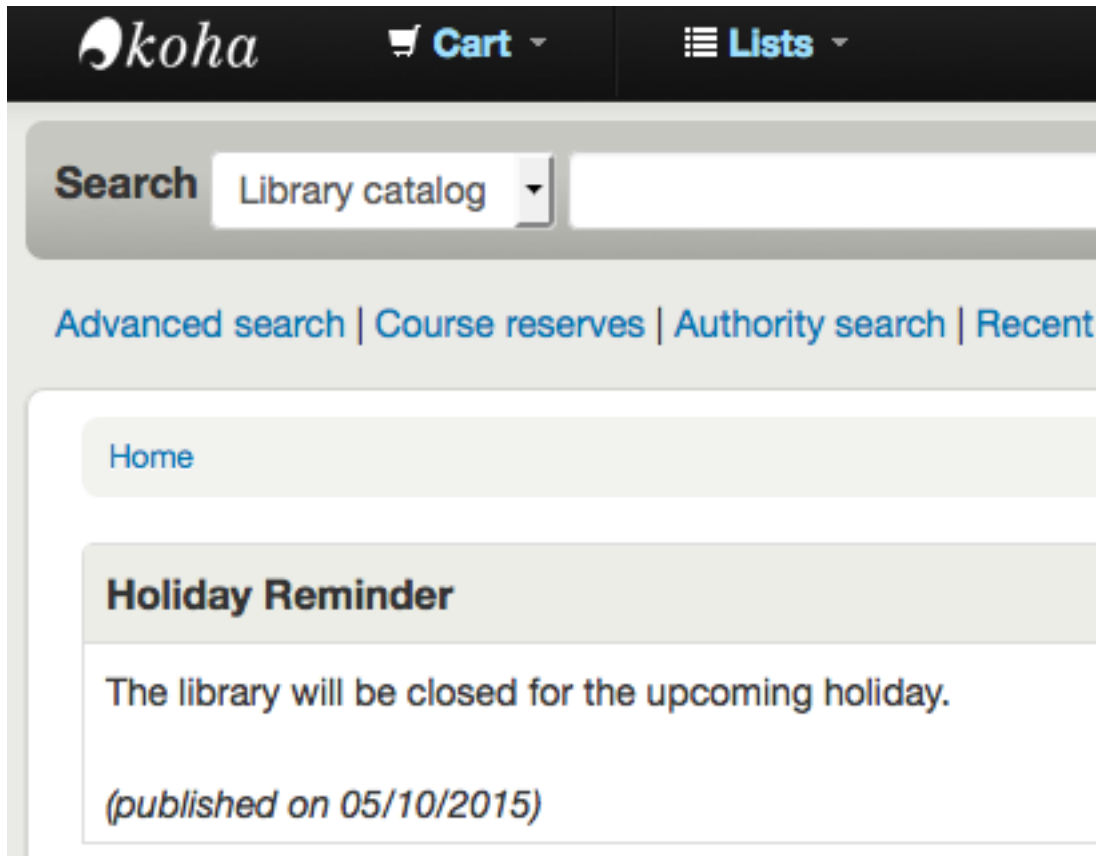 koha Cart Lists
Search Library catalog
Advanced search | Course reserves | Authority search | Recent
Home
Holiday Reminder
The library will be closed for the upcoming holiday.
(published on 05/10/2015)